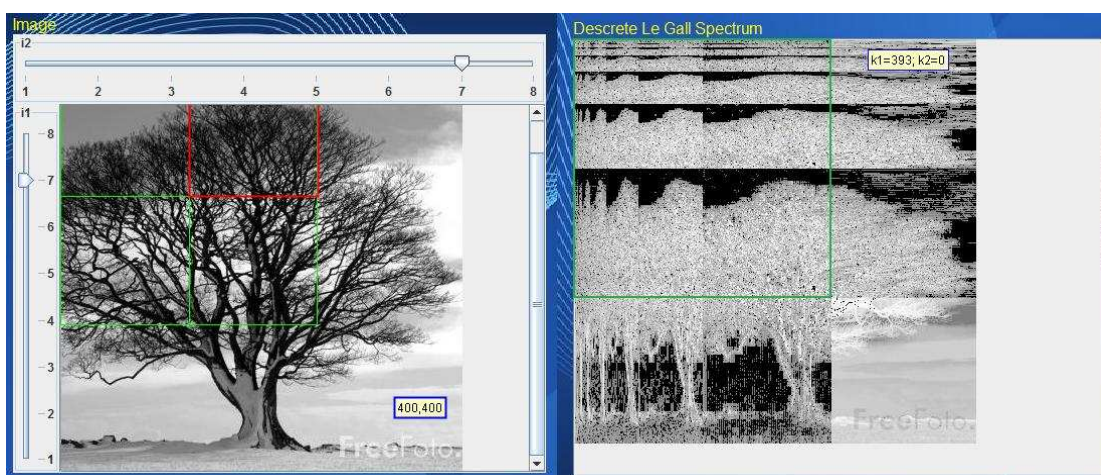 Image
Descrete Le Gall Spectrum
i2
1 2 3 4 5 6 7 8
k1=393; k2=0
i1
8
7
6
5
4
3
2
1
400,400
FreeFoto.
FreeFoto.